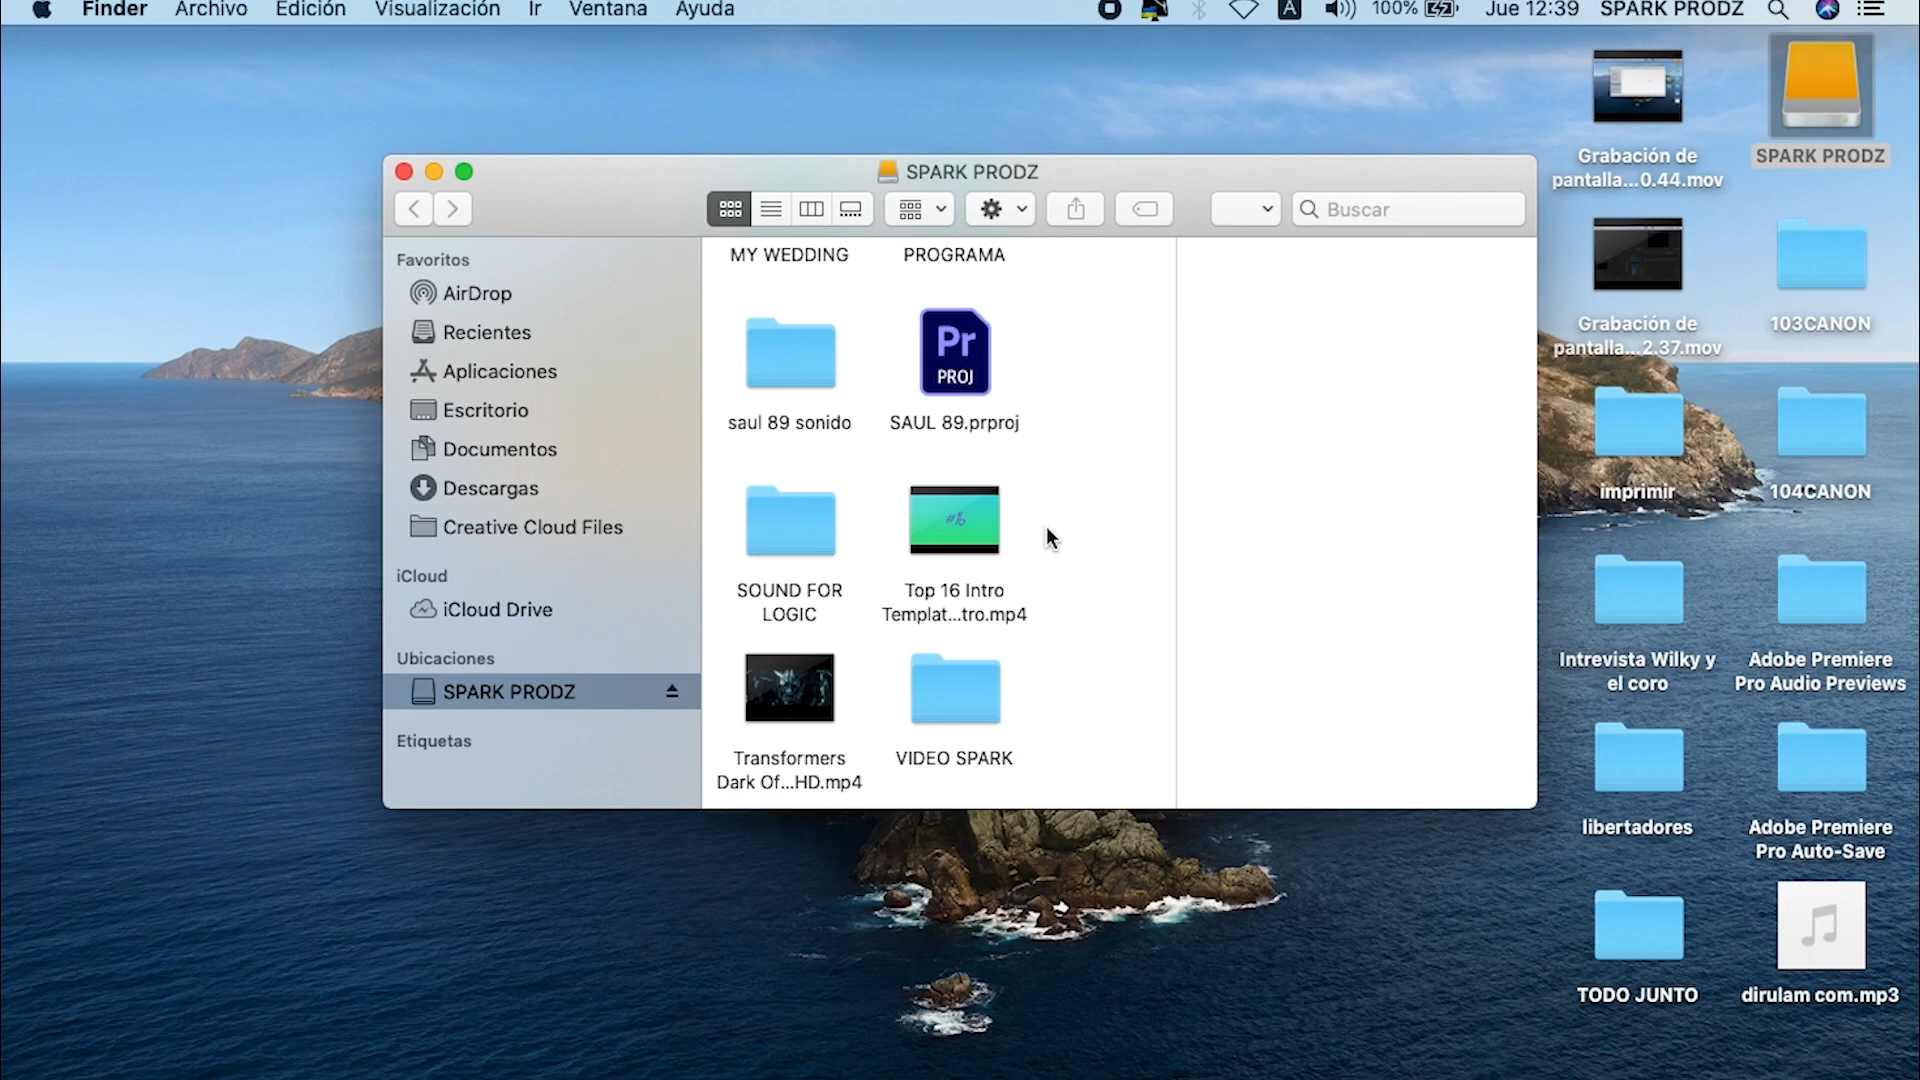 Finder Archivo Edición Visualización Ir Ventana Ayuda A 100% Jue 12:39 SPARK PRODZ
SPARK PRODZ
Buscar
Favoritos
AirDrop
Recientes
Aplicaciones
Escritorio
Documentos
Descargas
Creative Cloud Files
iCloud
iCloud Drive
Ubicaciones
SPARK PRODZ
Etiquetas
MY WEDDING
PROGRAMA
saul 89 sonido
Pr
PROJ
SAUL 89.prproj
SOUND FOR
LOGIC
#16
Top 16 Intro
Templat...tro.mp4
Transformers
Dark Of...HD.mp4
VIDEO SPARK
Grabación de
pantalla...0.44.mov
SPARK PRODZ
Grabación de
pantalla...2.37.mov
103CANON
imprimir
104CANON
Intrevista Wilky y
el coro
Adobe Premiere
Pro Audio Previews
libertadores
Adobe Premiere
Pro Auto-Save
TODO JUNTO
dirulam com.mp3